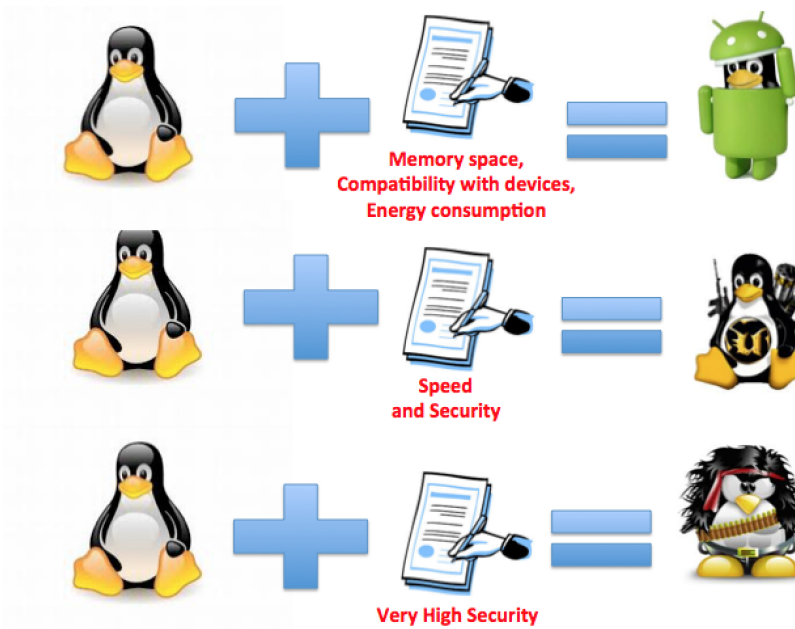 Memory space,
Compatibility with devices,
Energy consumption
Speed
and Security
Very High Security